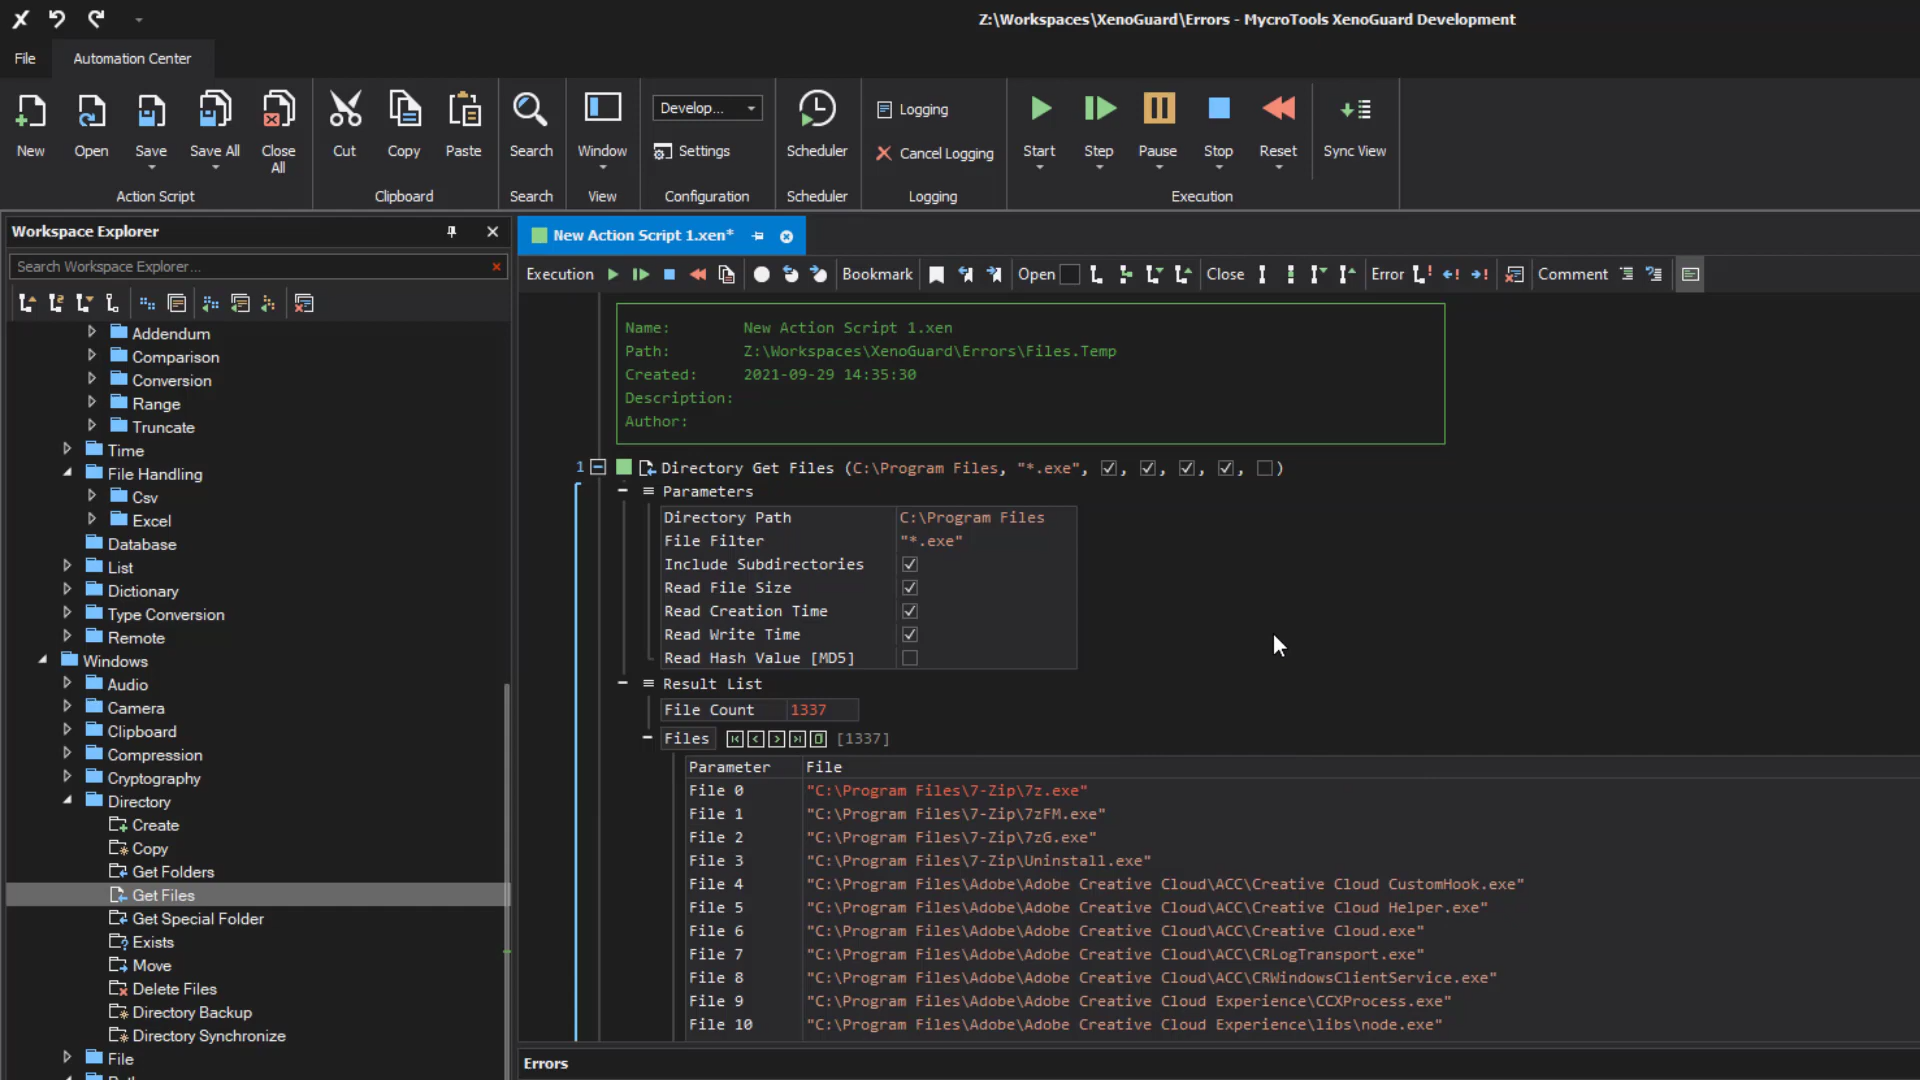 Z:\Workspaces\XenoGuard\Errors - MycroTools XenoGuard Development
File
Automation Center
New
Open
Save
Save All
Close All
Action Script
Cut
Copy
Paste
Clipboard
Search
Search
Window
View
Develop...
Settings
Configuration
Scheduler
Scheduler
Logging
Cancel Logging
Logging
Start
Step
Pause
Stop
Reset
Sync View
Execution
Workspace Explorer
Search Workspace Explorer...
Addendum
Comparison
Conversion
Range
Truncate
Time
File Handling
Csv
Excel
Database
List
Dictionary
Type Conversion
Remote
Windows
Audio
Camera
Clipboard
Compression
Cryptography
Directory
Create
Copy
Get Folders
Get Files
Get Special Folder
Exists
Move
Delete Files
Directory Backup
Directory Synchronize
File
New Action Script 1.xen*
Execution
Bookmark
Open
Close
Error
Comment
Name: New Action Script 1.xen
Path: Z:\Workspaces\XenoGuard\Errors\Files.Temp
Created: 2021-09-29 14:35:30
Description:
Author:
1 Directory Get Files (C:\Program Files, "*.exe", ☑, ☑, ☑, ☑, ☐)
Parameters
Directory Path C:\Program Files
File Filter "*.exe"
Include Subdirectories
Read File Size
Read Creation Time
Read Write Time
Read Hash Value [MD5]
Result List
File Count 1337
Files [1337]
Parameter File
File 0 "C:\Program Files\7-Zip\7z.exe"
File 1 "C:\Program Files\7-Zip\7zFM.exe"
File 2 "C:\Program Files\7-Zip\7zG.exe"
File 3 "C:\Program Files\7-Zip\Uninstall.exe"
File 4 "C:\Program Files\Adobe\Adobe Creative Cloud\ACC\Creative Cloud CustomHook.exe"
File 5 "C:\Program Files\Adobe\Adobe Creative Cloud\ACC\Creative Cloud Helper.exe"
File 6 "C:\Program Files\Adobe\Adobe Creative Cloud\ACC\Creative Cloud.exe"
File 7 "C:\Program Files\Adobe\Adobe Creative Cloud\ACC\CRLogTransport.exe"
File 8 "C:\Program Files\Adobe\Adobe Creative Cloud\ACC\CRWindowsClientService.exe"
File 9 "C:\Program Files\Adobe\Adobe Creative Cloud Experience\CCXProcess.exe"
File 10 "C:\Program Files\Adobe\Adobe Creative Cloud Experience\libs\node.exe"
Errors